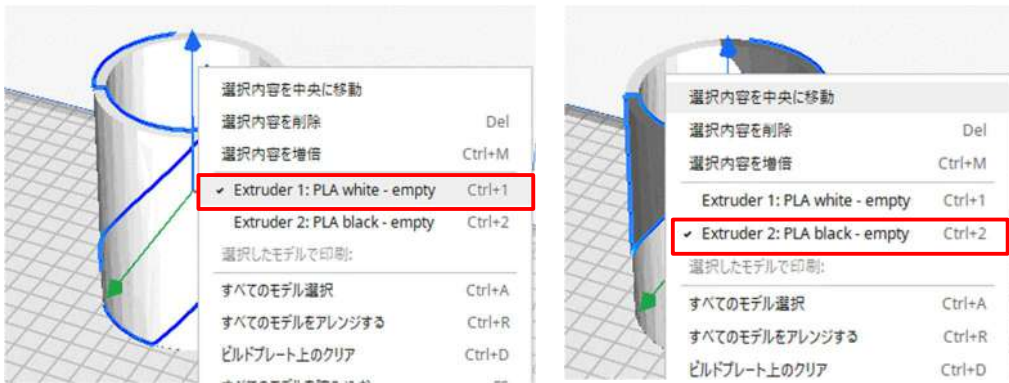 選択内容を中央に移動
選択内容を削除 Del
選択内容を増倍 Ctrl+M
✓ Extruder 1: PLA white - empty Ctrl+1
Extruder 2: PLA black - empty Ctrl+2
選択したモデルで印刷:
すべてのモデル選択 Ctrl+A
すべてのモデルをアレンジする Ctrl+R
ビルドプレート上のクリア Ctrl+D
選択内容を中央に移動
選択内容を削除 Del
選択内容を増倍 Ctrl+M
Extruder 1: PLA white - empty Ctrl+1
✓ Extruder 2: PLA black - empty Ctrl+2
選択したモデルで印刷:
すべてのモデル選択 Ctrl+A
すべてのモデルをアレンジする Ctrl+R
ビルドプレート上のクリア Ctrl+D